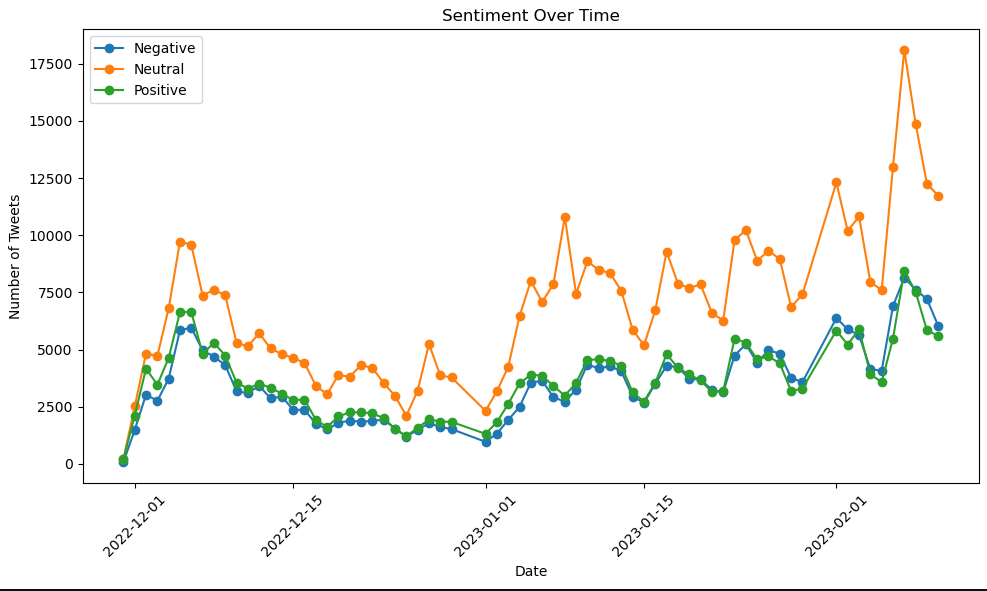 Sentiment Over Time
Negative
Neutral
Positive
17500
15000
12500
10000
7500
5000
2500
0
Number of Tweets
2022-12-01
2022-12-15
2023-01-01
2023-01-15
2023-02-01
Date